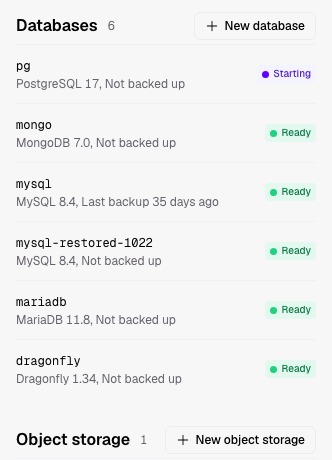 Databases 6
New database
pg
Starting
PostgreSQL 17, Not backed up
mongo
Ready
MongoDB 7.0, Not backed up
mysql
Ready
MySQL 8.4, Last backup 35 days ago
mysql-restored-1022
Ready
MySQL 8.4, Not backed up
mariadb
Ready
MariaDB 11.8, Not backed up
dragonfly
Ready
Dragonfly 1.34, Not backed up
Object storage 1
New object storage